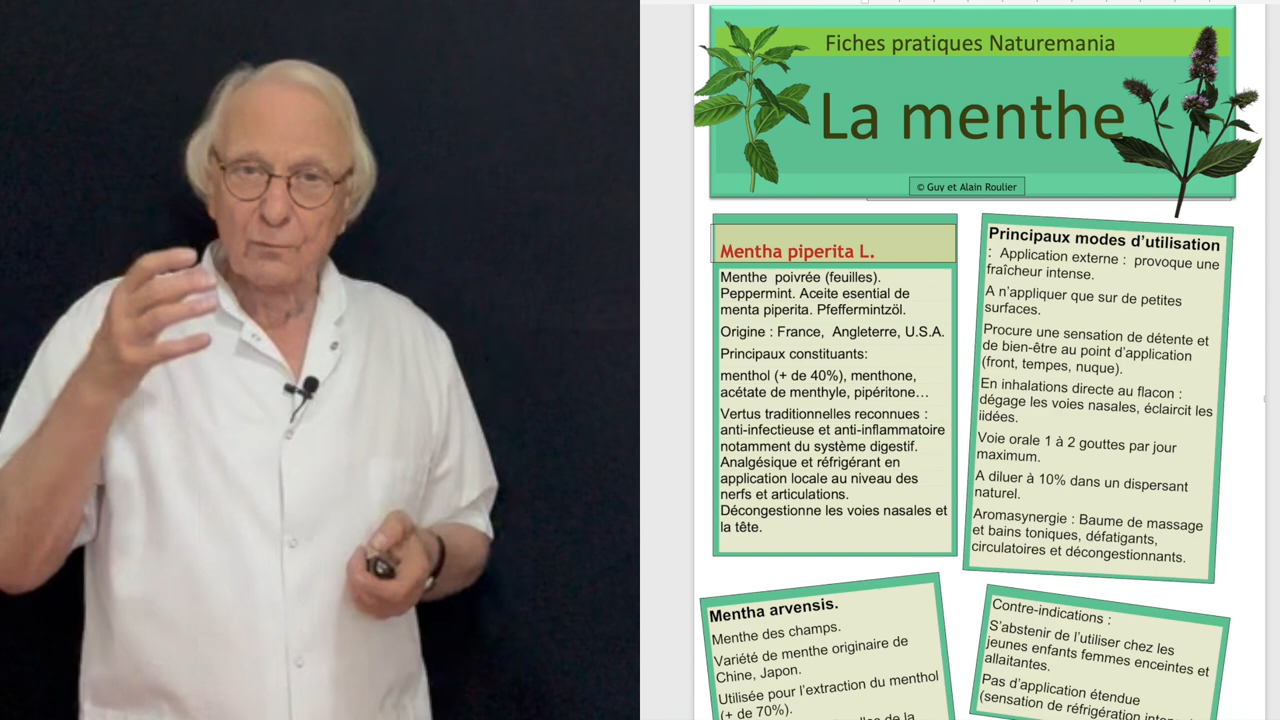 Fiches pratiques Naturemania
La menthe
© Guy et Alain Roulier
Mentha piperita L.
Menthe poivrée (feuilles).
Peppermint. Aceite esential de
menta piperita. Pfeffermintzöl.
Origine : France, Angleterre, U.S.A.
Principaux constituants:
menthol (+ de 40%), menthone,
acétate de menthyle, pipéritone…
Vertus traditionnelles reconnues :
anti-infectieuse et anti-inflammatoire
notamment du système digestif.
Analgésique et réfrigérant en
application locale au niveau des
nerfs et articulations.
Décongestionne les voies nasales et
la tête.
Principaux modes d’utilisation
: Application externe : provoque une
fraîcheur intense.
A n’appliquer que sur de petites
surfaces.
Procure une sensation de détente et
de bien-être au point d’application
(front, tempes, nuque).
En inhalations directe au flacon :
dégage les voies nasales, éclaircit les
iidées.
Voie orale 1 à 2 gouttes par jour
maximum.
A diluer à 10% dans un dispersant
naturel.
Aromasynergie : Baume de massage
et bains toniques, défatigants,
circulatoires et décongestionnants.
Mentha arvensis.
Menthe des champs.
Variété de menthe originaire de
Chine, Japon.
Utilisée pour l’extraction du menthol
(+ de 70%).
de la
Contre-indications :
S’abstenir de l’utiliser chez les
jeunes enfants femmes enceintes et
allaitantes.
Pas d’application étendue
(sensation de réfrigération